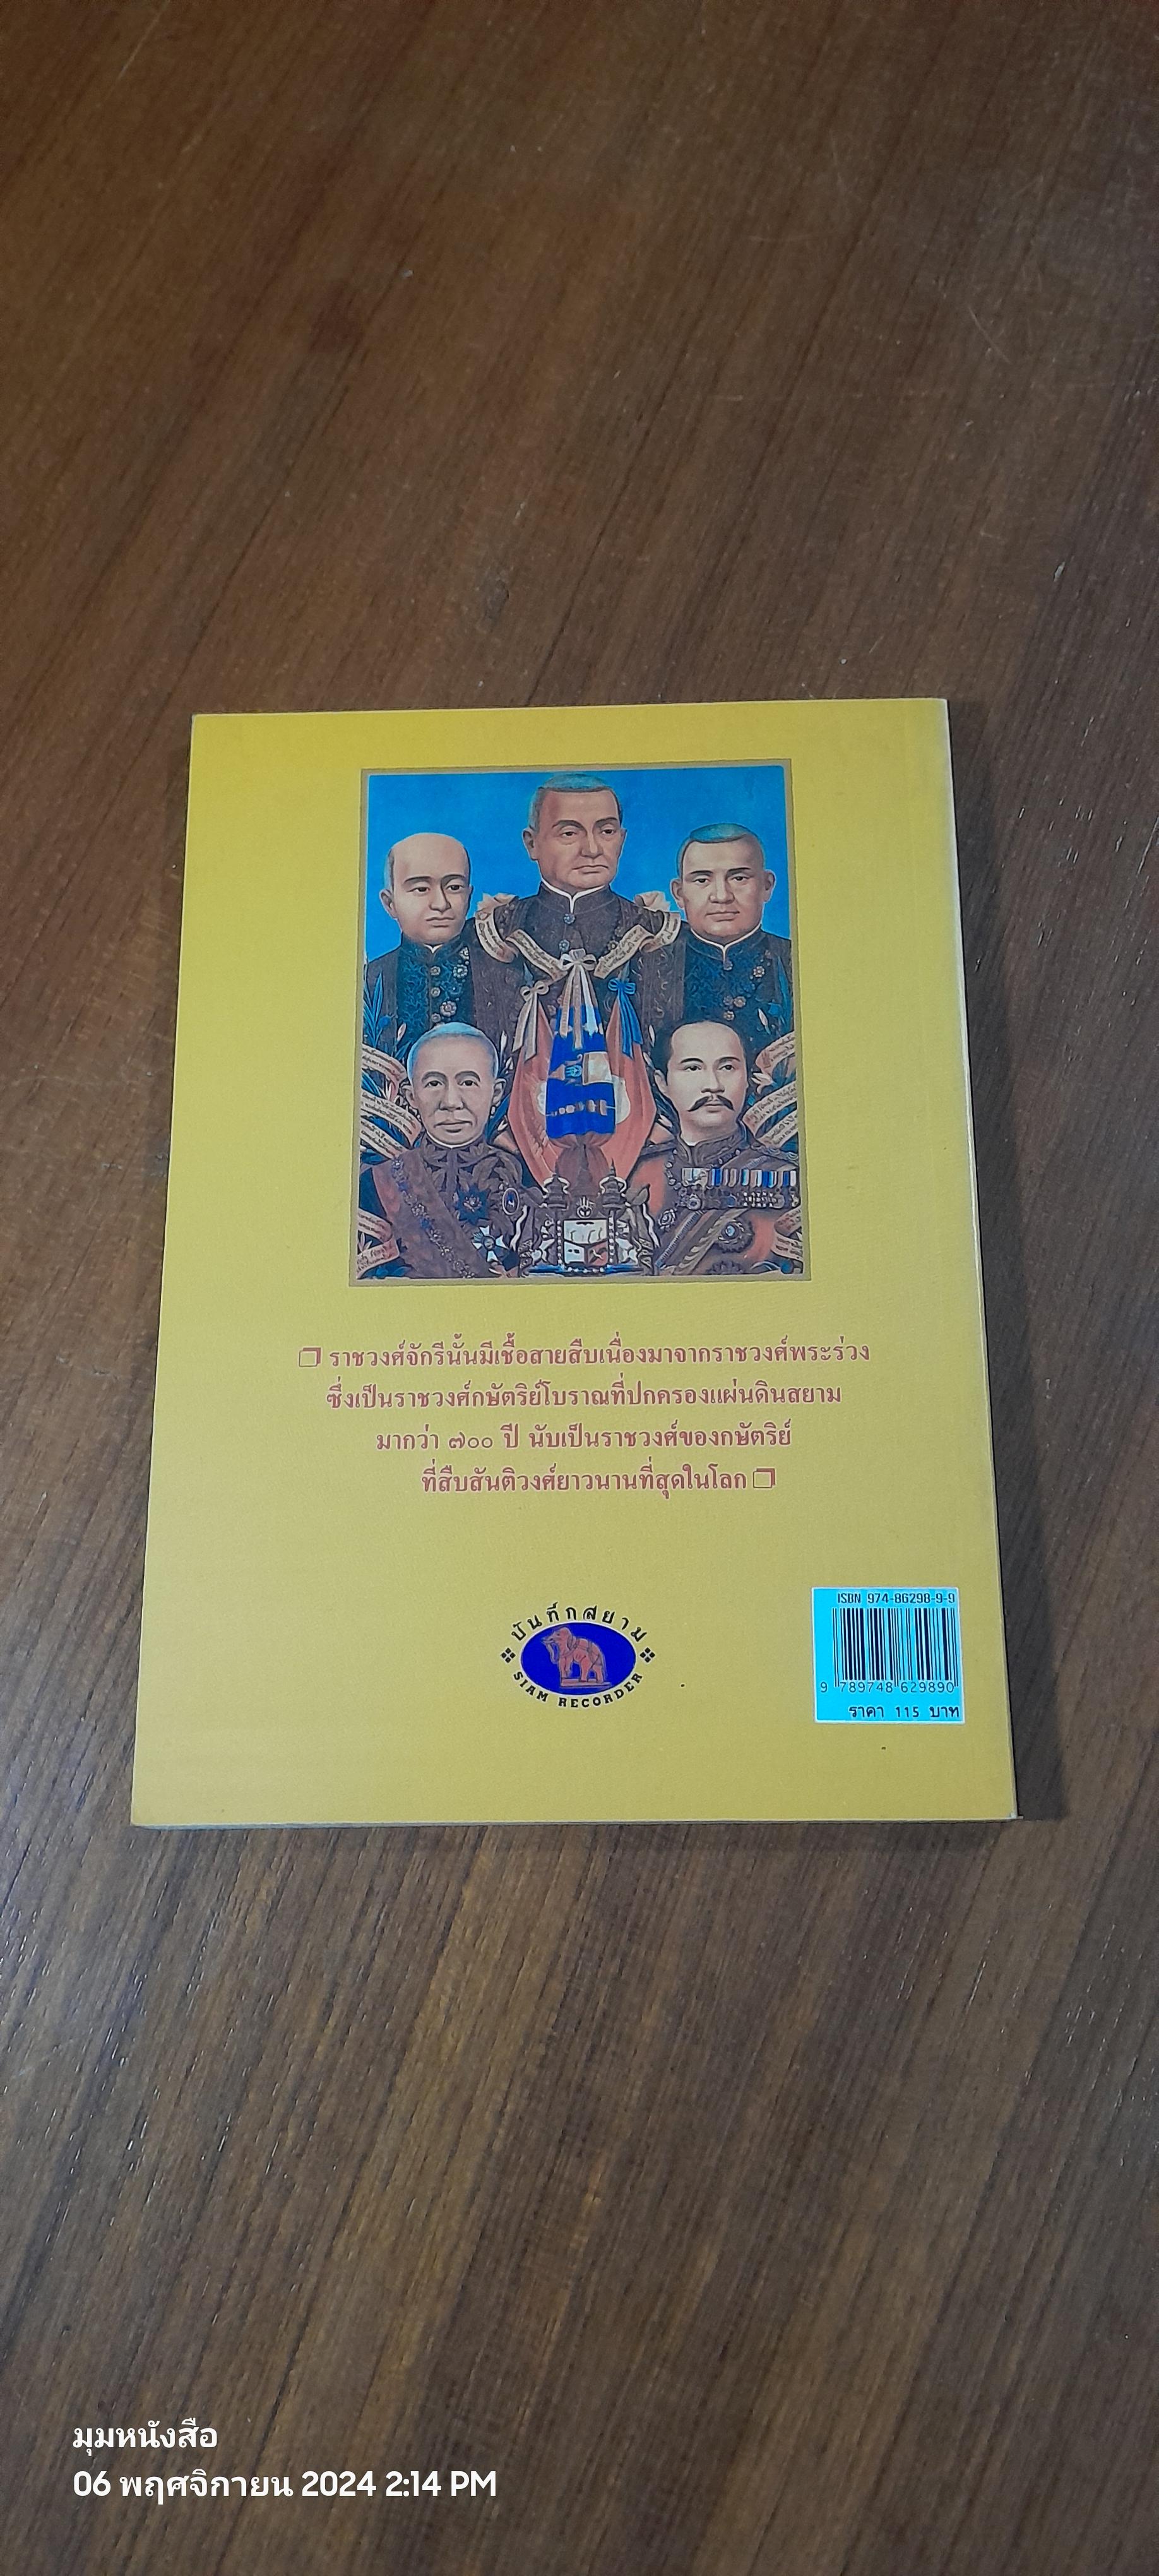 ❐ ราชวงศ์จักรีนั้นมีเชื้อสายสืบเนื่องมาจากราชวงศ์พระร่วง
ซึ่งเป็นราชวงศ์กษัตริย์โบราณที่ปกครองแผ่นดินสยาม
มากว่า ๗๐๐ ปี นับเป็นราชวงศ์ของกษัตริย์
ที่สืบสันติวงศ์ยาวนานที่สุดในโลก ❐
บันทึกสยาม
SIAM RECORDER
ISBN 974-86298-9-9
9 789748 629890
ราคา 115 บาท
มุมหนังสือ
06 พฤศจิกายน 2024 2:14 PM